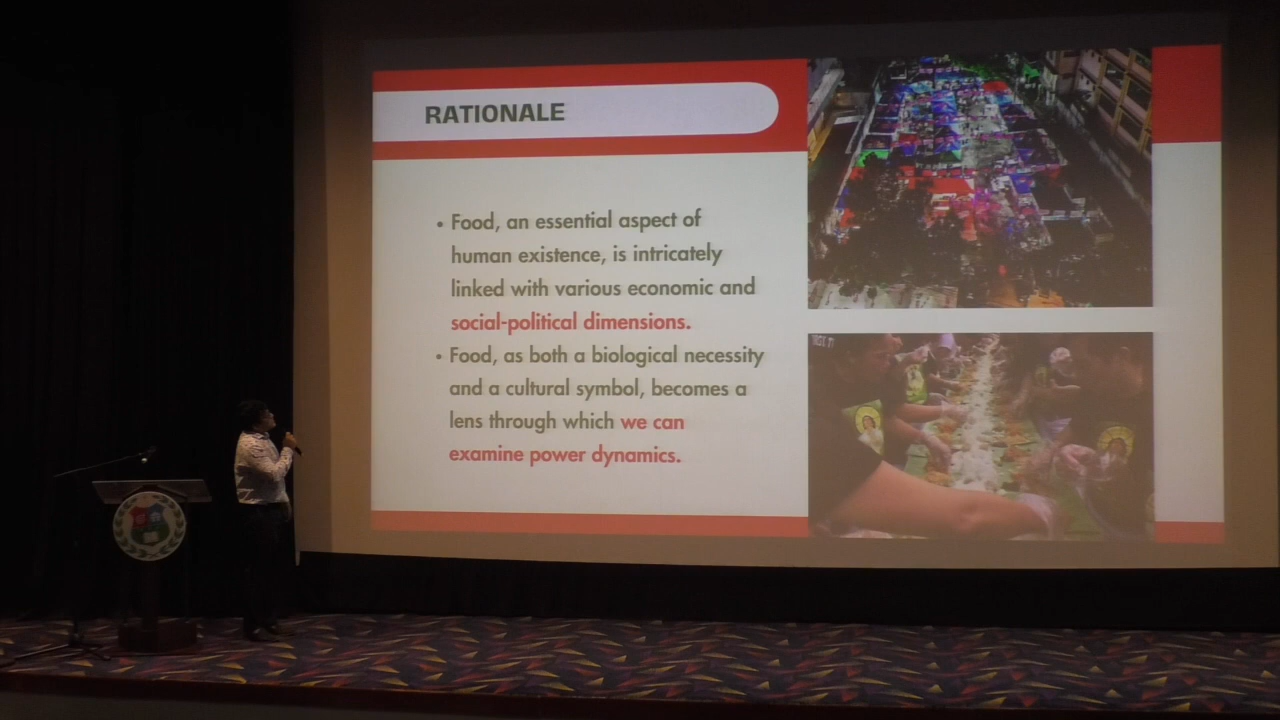 RATIONALE
• Food, an essential aspect of
human existence, is intricately
linked with various economic and
social-political dimensions.
• Food, as both a biological necessity
and a cultural symbol, becomes a
lens through which we can
examine power dynamics.